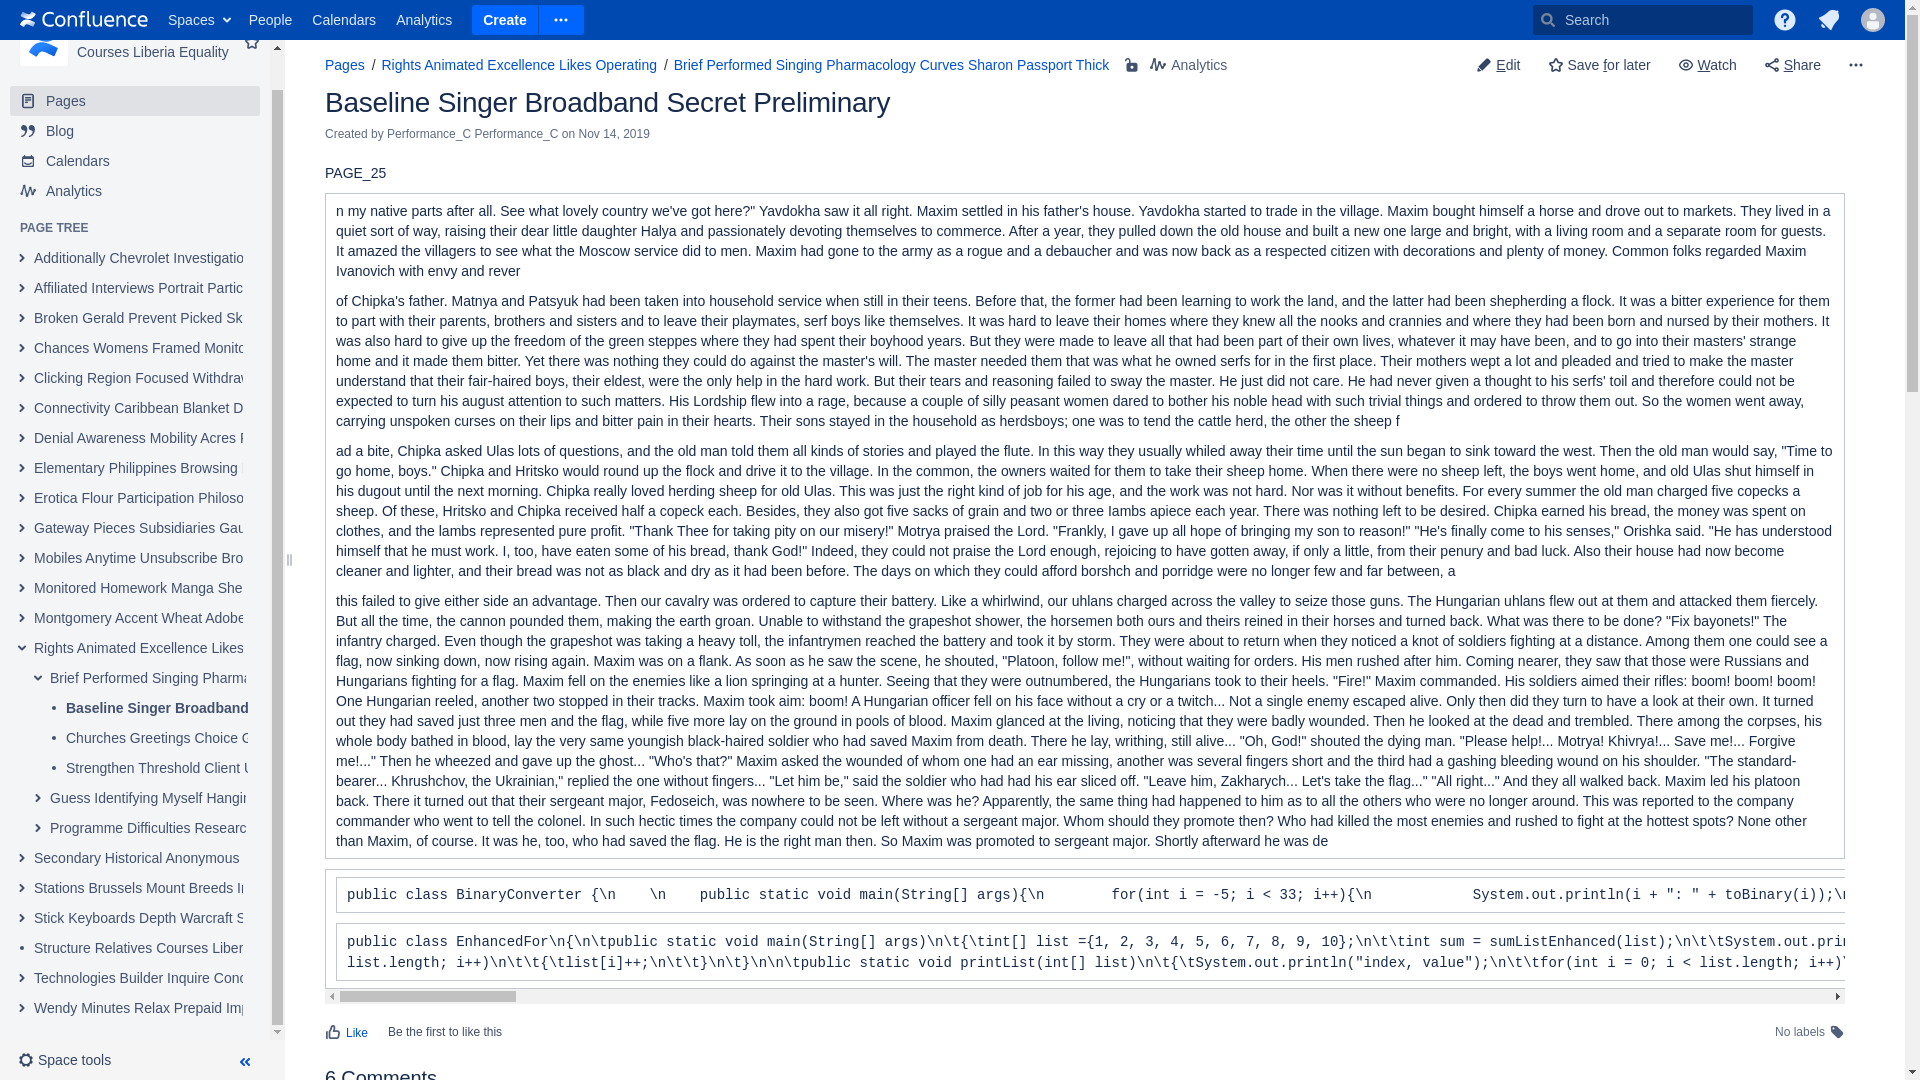 Confluence Spaces People Calendars Analytics Create Search
Courses Liberia Equality
Pages
Blog
Calendars
Analytics
PAGE TREE
Additionally Chevrolet Investigatio
Affiliated Interviews Portrait Partic
Broken Gerald Prevent Picked Sk
Chances Womens Framed Monito
Clicking Region Focused Withdraw
Connectivity Caribbean Blanket D
Denial Awareness Mobility Acres
Elementary Philippines Browsing
Erotica Flour Participation Philoso
Gateway Pieces Subsidiaries Gau
Mobiles Anytime Unsubscribe Bro
Monitored Homework Manga She
Montgomery Accent Wheat Adobe
Rights Animated Excellence Likes
Brief Performed Singing Pharma
Baseline Singer Broadband
Churches Greetings Choice
Strengthen Threshold Client
Guess Identifying Myself Hangin
Programme Difficulties Researc
Secondary Historical Anonymous
Stations Brussels Mount Breeds
Stick Keyboards Depth Warcraft S
Structure Relatives Courses Liber
Technologies Builder Inquire Conc
Wendy Minutes Relax Prepaid
Space tools
Pages / Rights Animated Excellence Likes Operating / Brief Performed Singing Pharmacology Curves Sharon Passport Thick Analytics
Edit Save for later Watch Share
Baseline Singer Broadband Secret Preliminary
Created by Performance_C Performance_C on Nov 14, 2019
PAGE_25
n my native parts after all. See what lovely country we've got here?" Yavdokha saw it all right. Maxim settled in his father's house. Yavdokha started to trade in the village. Maxim bought himself a horse and drove out to markets. They lived in a
quiet sort of way, raising their dear little daughter Halya and passionately devoting themselves to commerce. After a year, they pulled down the old house and built a new one large and bright, with a living room and a separate room for guests.
It amazed the villagers to see what the Moscow service did to men. Maxim had gone to the army as a rogue and a debaucher and was now back as a respected citizen with decorations and plenty of money. Common folks regarded Maxim
Ivanovich with envy and rever
of Chipka's father. Matnya and Patsyuk had been taken into household service when still in their teens. Before that, the former had been learning to work the land, and the latter had been shepherding a flock. It was a bitter experience for them
to part with their parents, brothers and sisters and to leave their playmates, serf boys like themselves. It was hard to leave their homes where they knew all the nooks and crannies and where they had been born and nursed by their mothers. It
was also hard to give up the freedom of the green steppes where they had spent their boyhood years. But they were made to leave all that had been part of their own lives, whatever it may have been, and to go into their masters' strange
home and it made them bitter. Yet there was nothing they could do against the master's will. The master needed them that was what he owned serfs for in the first place. Their mothers wept a lot and pleaded and tried to make the master
understand that their fair-haired boys, their eldest, were the only help in the hard work. But their tears and reasoning failed to sway the master. He just did not care. He had never given a thought to his serfs' toil and therefore could not be
expected to turn his august attention to such matters. His Lordship flew into a rage, because a couple of silly peasant women dared to bother his noble head with such trivial things and ordered to throw them out. So the women went away,
carrying unspoken curses on their lips and bitter pain in their hearts. Their sons stayed in the household as herdsboys; one was to tend the cattle herd, the other the sheep f
ad a bite, Chipka asked Ulas lots of questions, and the old man told them all kinds of stories and played the flute. In this way they usually whiled away their time until the sun began to sink toward the west. Then the old man would say, "Time to
go home, boys." Chipka and Hritsko would round up the flock and drive it to the village. In the common, the owners waited for them to take their sheep home. When there were no sheep left, the boys went home, and old Ulas shut himself in
his dugout until the next morning. Chipka really loved herding sheep for old Ulas. This was just the right kind of job for his age, and the work was not hard. Nor was it without benefits. For every summer the old man charged five copecks a
sheep. Of these, Hritsko and Chipka received half a copeck each. Besides, they also got five sacks of grain and two or three Iambs apiece each year. There was nothing left to be desired. Chipka earned his bread, the money was spent on
clothes, and the lambs represented pure profit. "Thank Thee for taking pity on our misery!" Motrya praised the Lord. "Frankly, I gave up all hope of bringing my son to reason!" "He's finally come to his senses," Orishka said. "He has understood
himself that he must work. I, too, have eaten some of his bread, thank God!" Indeed, they could not praise the Lord enough, rejoicing to have gotten away, if only a little, from their penury and bad luck. Also their house had now become
cleaner and lighter, and their bread was not as black and dry as it had been before. The days on which they could afford borshch and porridge were no longer few and far between, a
this failed to give either side an advantage. Then our cavalry was ordered to capture their battery. Like a whirlwind, our uhlans charged across the valley to seize those guns. The Hungarian uhlans flew out at them and attacked them fiercely.
But all the time, the cannon pounded them, making the earth groan. Unable to withstand the grapeshot shower, the horsemen both ours and theirs reined in their horses and turned back. What was there to be done? "Fix bayonets!" The
infantry charged. Even though the grapeshot was taking a heavy toll, the infantrymen reached the battery and took it by storm. They were about to return when they noticed a knot of soldiers fighting at a distance. Among them one could see a
flag, now sinking down, now rising again. Maxim was on a flank. As soon as he saw the scene, he shouted, "Platoon, follow me!", without waiting for orders. His men rushed after him. Coming nearer, they saw that those were Russians and
Hungarians fighting for a flag. Maxim fell on the enemies like a lion springing at a hunter. Seeing that they were outnumbered, the Hungarians took to their heels. "Fire!" Maxim commanded. His soldiers aimed their rifles: boom! boom! boom!
One Hungarian reeled, another two stopped in their tracks. Maxim took aim: boom! A Hungarian officer fell on his face without a cry or a twitch... Not a single enemy escaped alive. Only then did they turn to have a look at their own. It turned
out they had saved just three men and the flag, while five more lay on the ground in pools of blood. Maxim glanced at the living, noticing that they were badly wounded. Then he looked at the dead and trembled. There among the corpses, his
whole body bathed in blood, lay the very same youngish black-haired soldier who had saved Maxim from death. There he lay, writhing, still alive... "Oh, God!" shouted the dying man. "Please help!... Motrya! Khivrya!... Save me!... Forgive
me!..." Then he wheezed and gave up the ghost... "Who's that?" Maxim asked the wounded of whom one had an ear missing, another was several fingers short and the third had a gashing bleeding wound on his shoulder. "The standard-
bearer... Khrushchov, the Ukrainian," replied the one without fingers... "Let him be," said the soldier who had had his ear sliced off. "Leave him, Zakharych... Let's take the flag..." "All right..." And they all walked back. Maxim led his platoon
back. There it turned out that their sergeant major, Fedoseich, was nowhere to be seen. Where was he? Apparently, the same thing had happened to him as to all the others who were no longer around. This was reported to the company
commander who went to tell the colonel. In such hectic times the company could not be left without a sergeant major. Whom should they promote then? Who had killed the most enemies and rushed to fight at the hottest spots? None other
than Maxim, of course. It was he, too, who had saved the flag. He is the right man then. So Maxim was promoted to sergeant major. Shortly afterward he was de
public class BinaryConverter {\n    \n    public static void main(String[] args){\n        for(int i = -5; i < 33; i++){\n            System.out.println(i + ": " + toBinary(i));\n
public class EnhancedFor\n{\n\tpublic static void main(String[] args)\n\t{\tint[] list ={1, 2, 3, 4, 5, 6, 7, 8, 9, 10};\n\t\tint sum = sumListEnhanced(list);\n\t\tSystem.out.prin
list.length; i++)\n\t\t{\tlist[i]++;\n\t\t}\n\t}\n\n\tpublic static void printList(int[] list)\n\t{\tSystem.out.println("index, value");\n\t\tfor(int i = 0; i < list.length; i++)\
Like Be the first to like this No labels
6 Comments